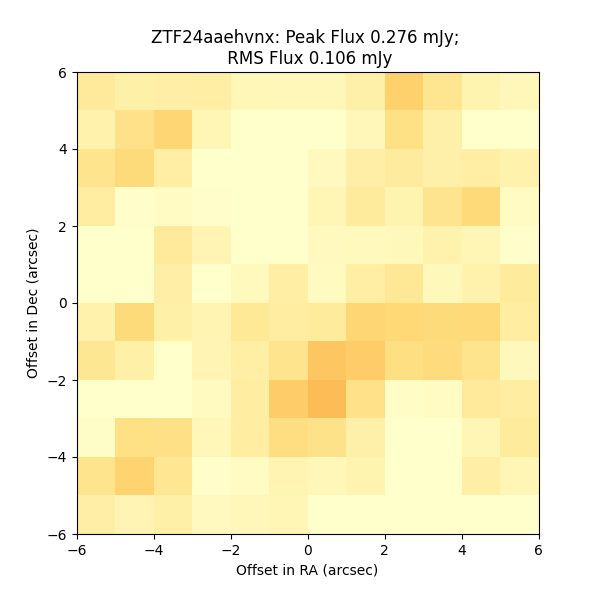 ZTF24aaehvnx: Peak Flux 0.276 mJy;
RMS Flux 0.106 mJy
6
4
2
0
−2
−4
−6
Offset in Dec (arcsec)
−6 −4 −2 0 2 4 6
Offset in RA (arcsec)